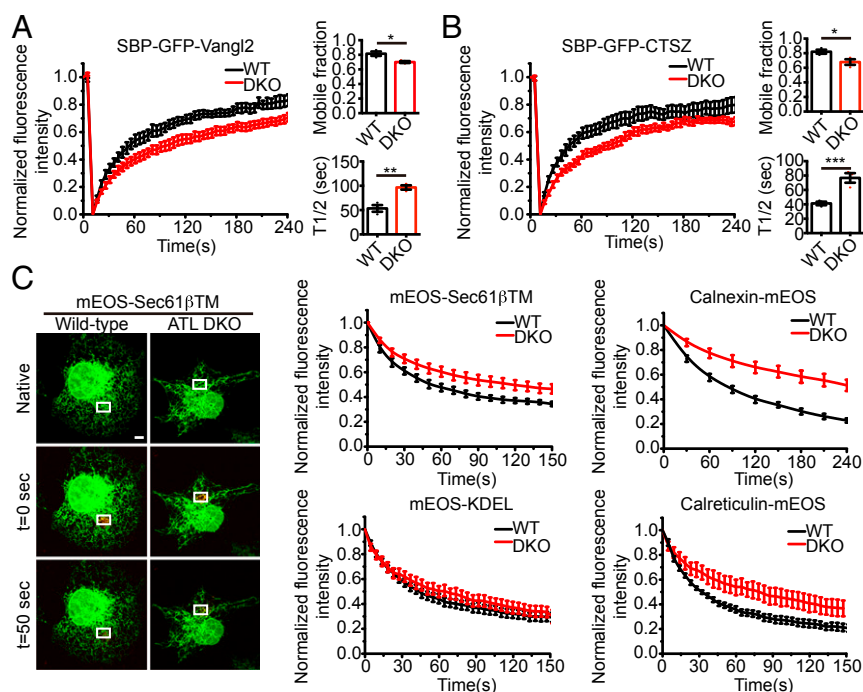 A
SBP-GFP-Vangl2
WT
DKO
Normalized fluorescence
intensity
1.0
0.8
0.6
0.4
0.2
0.0
0 60 120 180 240
Time(s)
Mobile fraction
1.0
0.8
0.6
0.4
0.2
0.0
*
WT
DKO
T1/2 (sec)
150
100
50
0
**
WT
DKO
B
SBP-GFP-CTSZ
WT
DKO
Normalized fluorescence
intensity
1.0
0.8
0.6
0.4
0.2
0.0
0 60 120 180 240
Time(s)
Mobile fraction
1.0
0.8
0.6
0.4
0.2
0.0
*
WT
DKO
T1/2 (sec)
100
80
60
40
20
0
***
WT
DKO
C
mEOS-Sec61βTM
Wild-type ATL DKO
Native
t=0 sec
t=50 sec
mEOS-Sec61βTM
WT
DKO
Normalized fluorescence
intensity
1.0
0.8
0.6
0.4
0.2
0.0
0 30 60 90 120 150
Time(s)
Calnexin-mEOS
WT
DKO
Normalized fluorescence
intensity
1.0
0.8
0.6
0.4
0.2
0.0
0 60 120 180 240
Time(s)
mEOS-KDEL
WT
DKO
Normalized fluorescence
intensity
1.0
0.8
0.6
0.4
0.2
0
0 30 60 90 120 150
Time(s)
Calreticulin-mEOS
WT
DKO
Normalized fluorescence
intensity
1.0
0.8
0.6
0.4
0.2
0
0 30 60 90 120 150
Time(s)